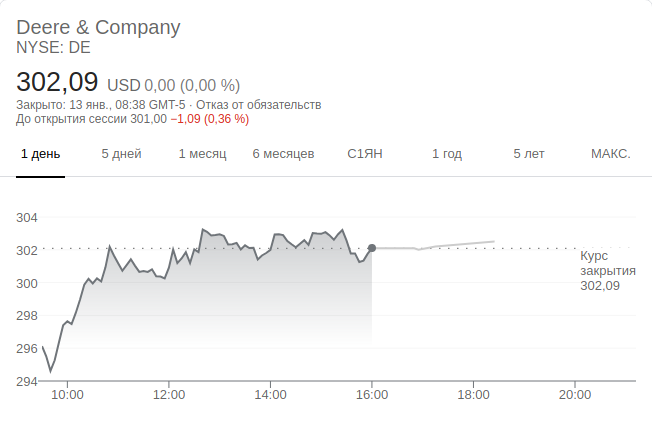 Deere & Company
NYSE: DE
302,09 USD 0,00 (0,00 %)
Закрыто: 13 янв., 08:38 GMT-5 · Отказ от обязательств
До открытия сессии 301,00 −1,09 (0,36 %)
1 день 5 дней 1 месяц 6 месяцев С1ЯН 1 год 5 лет МАКС.
304
302
300
298
296
294
Курс
закрытия
302,09
10:00 12:00 14:00 16:00 18:00 20:00